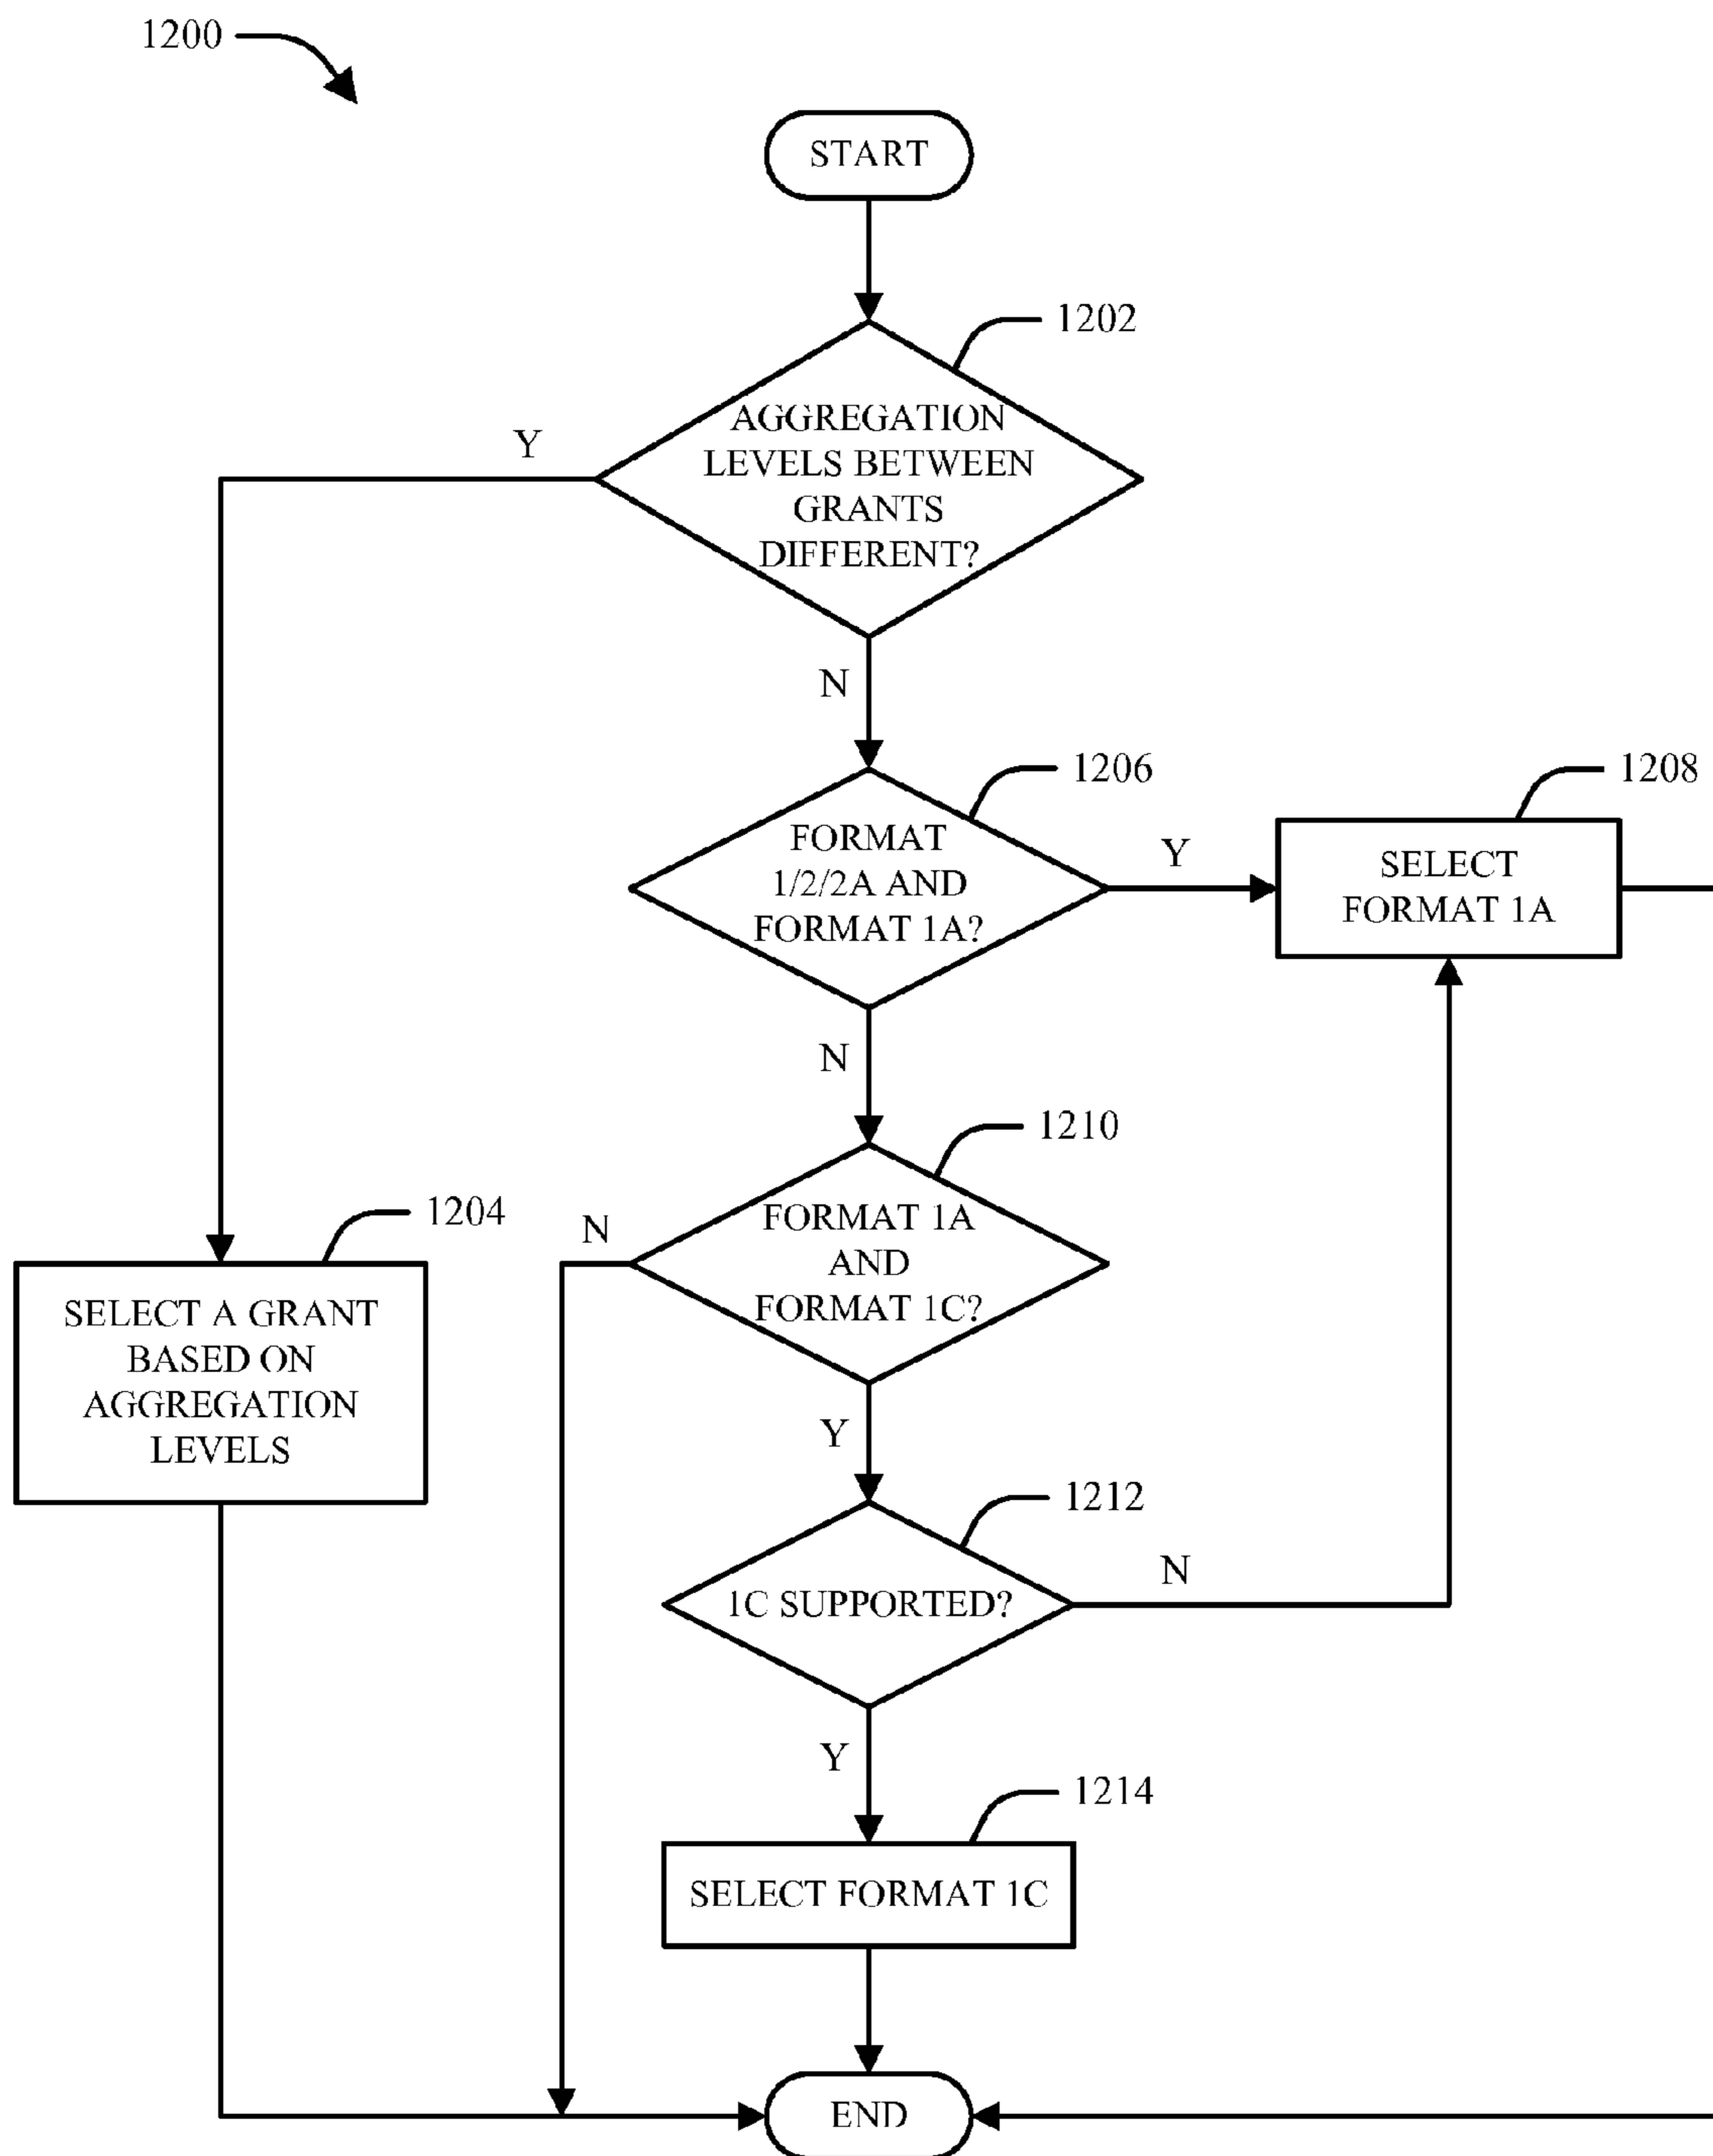 1200
START
1202
AGGREGATION
LEVELS BETWEEN
GRANTS
DIFFERENT?
Y
N
1206
FORMAT
1/2/2A AND
FORMAT 1A?
Y
1208
SELECT
FORMAT 1A
N
1210
FORMAT 1A
AND
FORMAT 1C?
N
1204
SELECT A GRANT
BASED ON
AGGREGATION
LEVELS
Y
1212
1C SUPPORTED?
N
Y
1214
SELECT FORMAT 1C
END